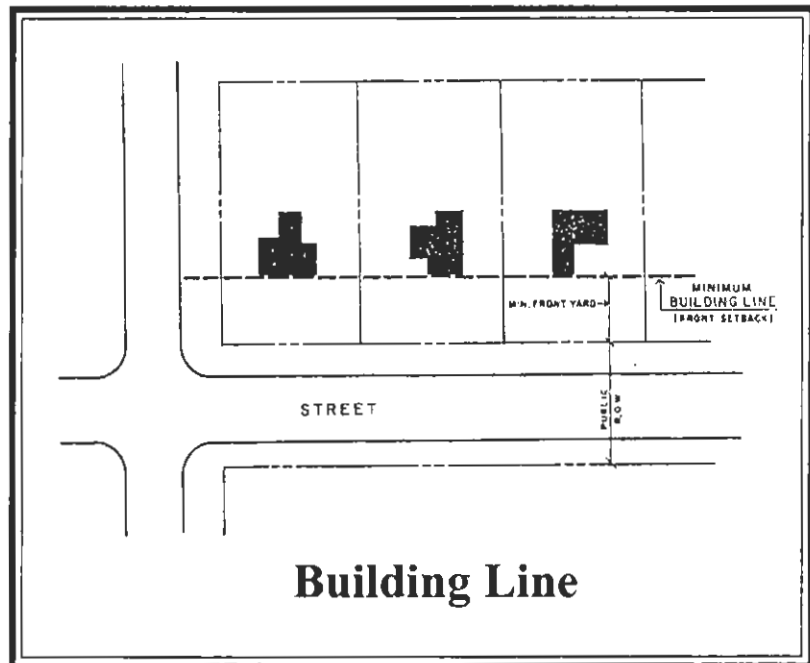 MIN. FRONT YARD
MINIMUM
BUILDING LINE
(FRONT SETBACK)
STREET
PUBLIC
R.O.W
Building Line